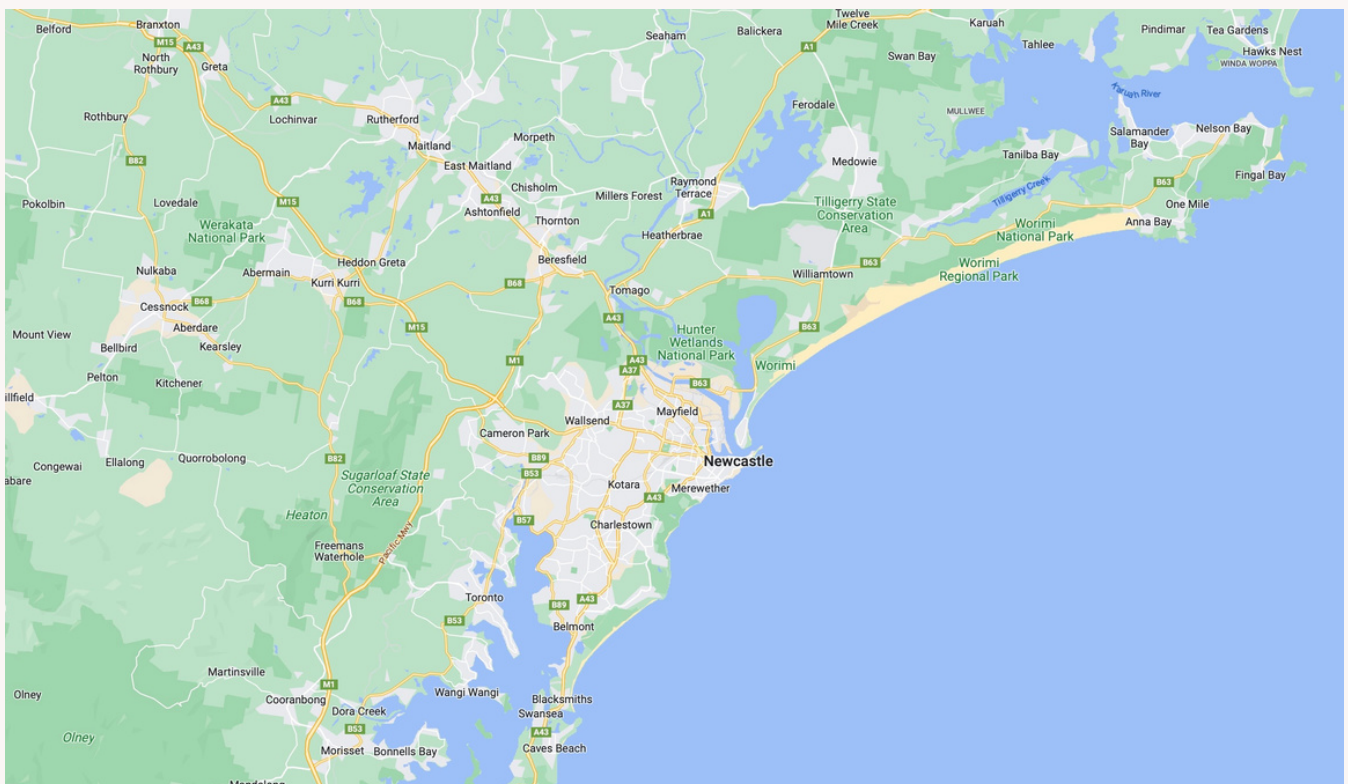 Belford
Branxton
M15
A43
North
Rothbury
Greta
A43
Lochinvar
Rutherford
Maitland
Rothbury
B82
East Maitland
A43
Ashtonfield
Morpeth
Chisholm
Thornton
Beresfield
Millers Forest
Seaham
Balickera
Twelve
Mile Creek
A1
Karuah
Swan Bay
Tahlee
Pindimar
Tea Gardens
Hawks Nest
WINDA WOPPA
Karuah River
Ferodale
MULLWEE
Medowie
Tanilba Bay
Salamander
Bay
Nelson Bay
Fingal Bay
B63
One Mile
Anna Bay
Tilligerry Creek
Tilligerry State
Conservation
Area
Worimi
National Park
Worimi
Regional Park
Raymond
Terrace
A1
Heatherbrae
B63
Williamtown
B63
Tomago
A43
Hunter
Wetlands
National Park
Worimi
Pokolbin
Lovedale
M15
Werakata
National Park
Nulkaba
Abermain
Heddon Greta
Kurri Kurri
B68
B68
B68
Cessnock
Aberdare
Kearsley
M15
Mount View
Bellbird
Pelton
Kitchener
illfield
M1
A43
A37
A37
B63
Mayfield
Wallsend
Cameron Park
B89
B53
Newcastle
Kotara
Merewether
A43
B57
Charlestown
Congewai
Ellalong
Quorrobolong
abare
B82
Sugarloaf State
Conservation
Area
Heaton
Freemans
Waterhole
Pacific Mwy
Toronto
B53
B89
A43
Belmont
Martinsville
Olney
Olney
Cooranbong
M1
Dora Creek
B53
Morisset
Bonnells Bay
Wangi Wangi
Blacksmiths
Swansea
A43
Caves Beach